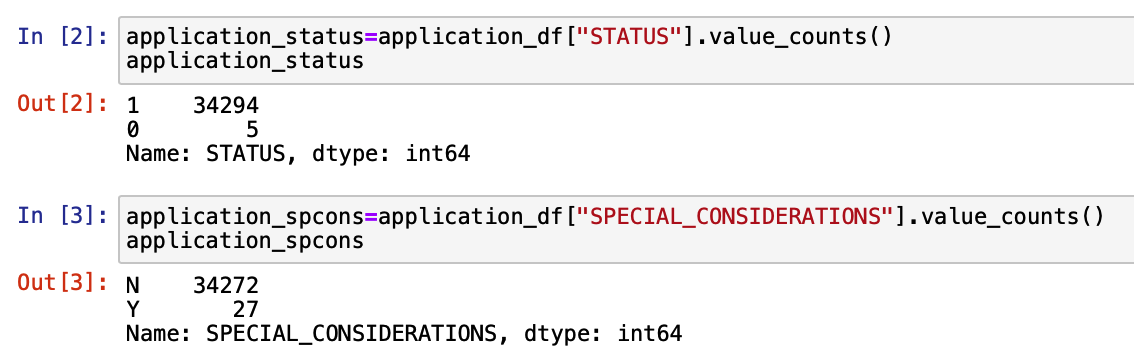 In [2]: application_status=application_df["STATUS"].value_counts()
application_status
Out[2]: 1    34294
0        5
Name: STATUS, dtype: int64
In [3]: application_spcons=application_df["SPECIAL_CONSIDERATIONS"].value_counts()
application_spcons
Out[3]: N    34272
Y       27
Name: SPECIAL_CONSIDERATIONS, dtype: int64